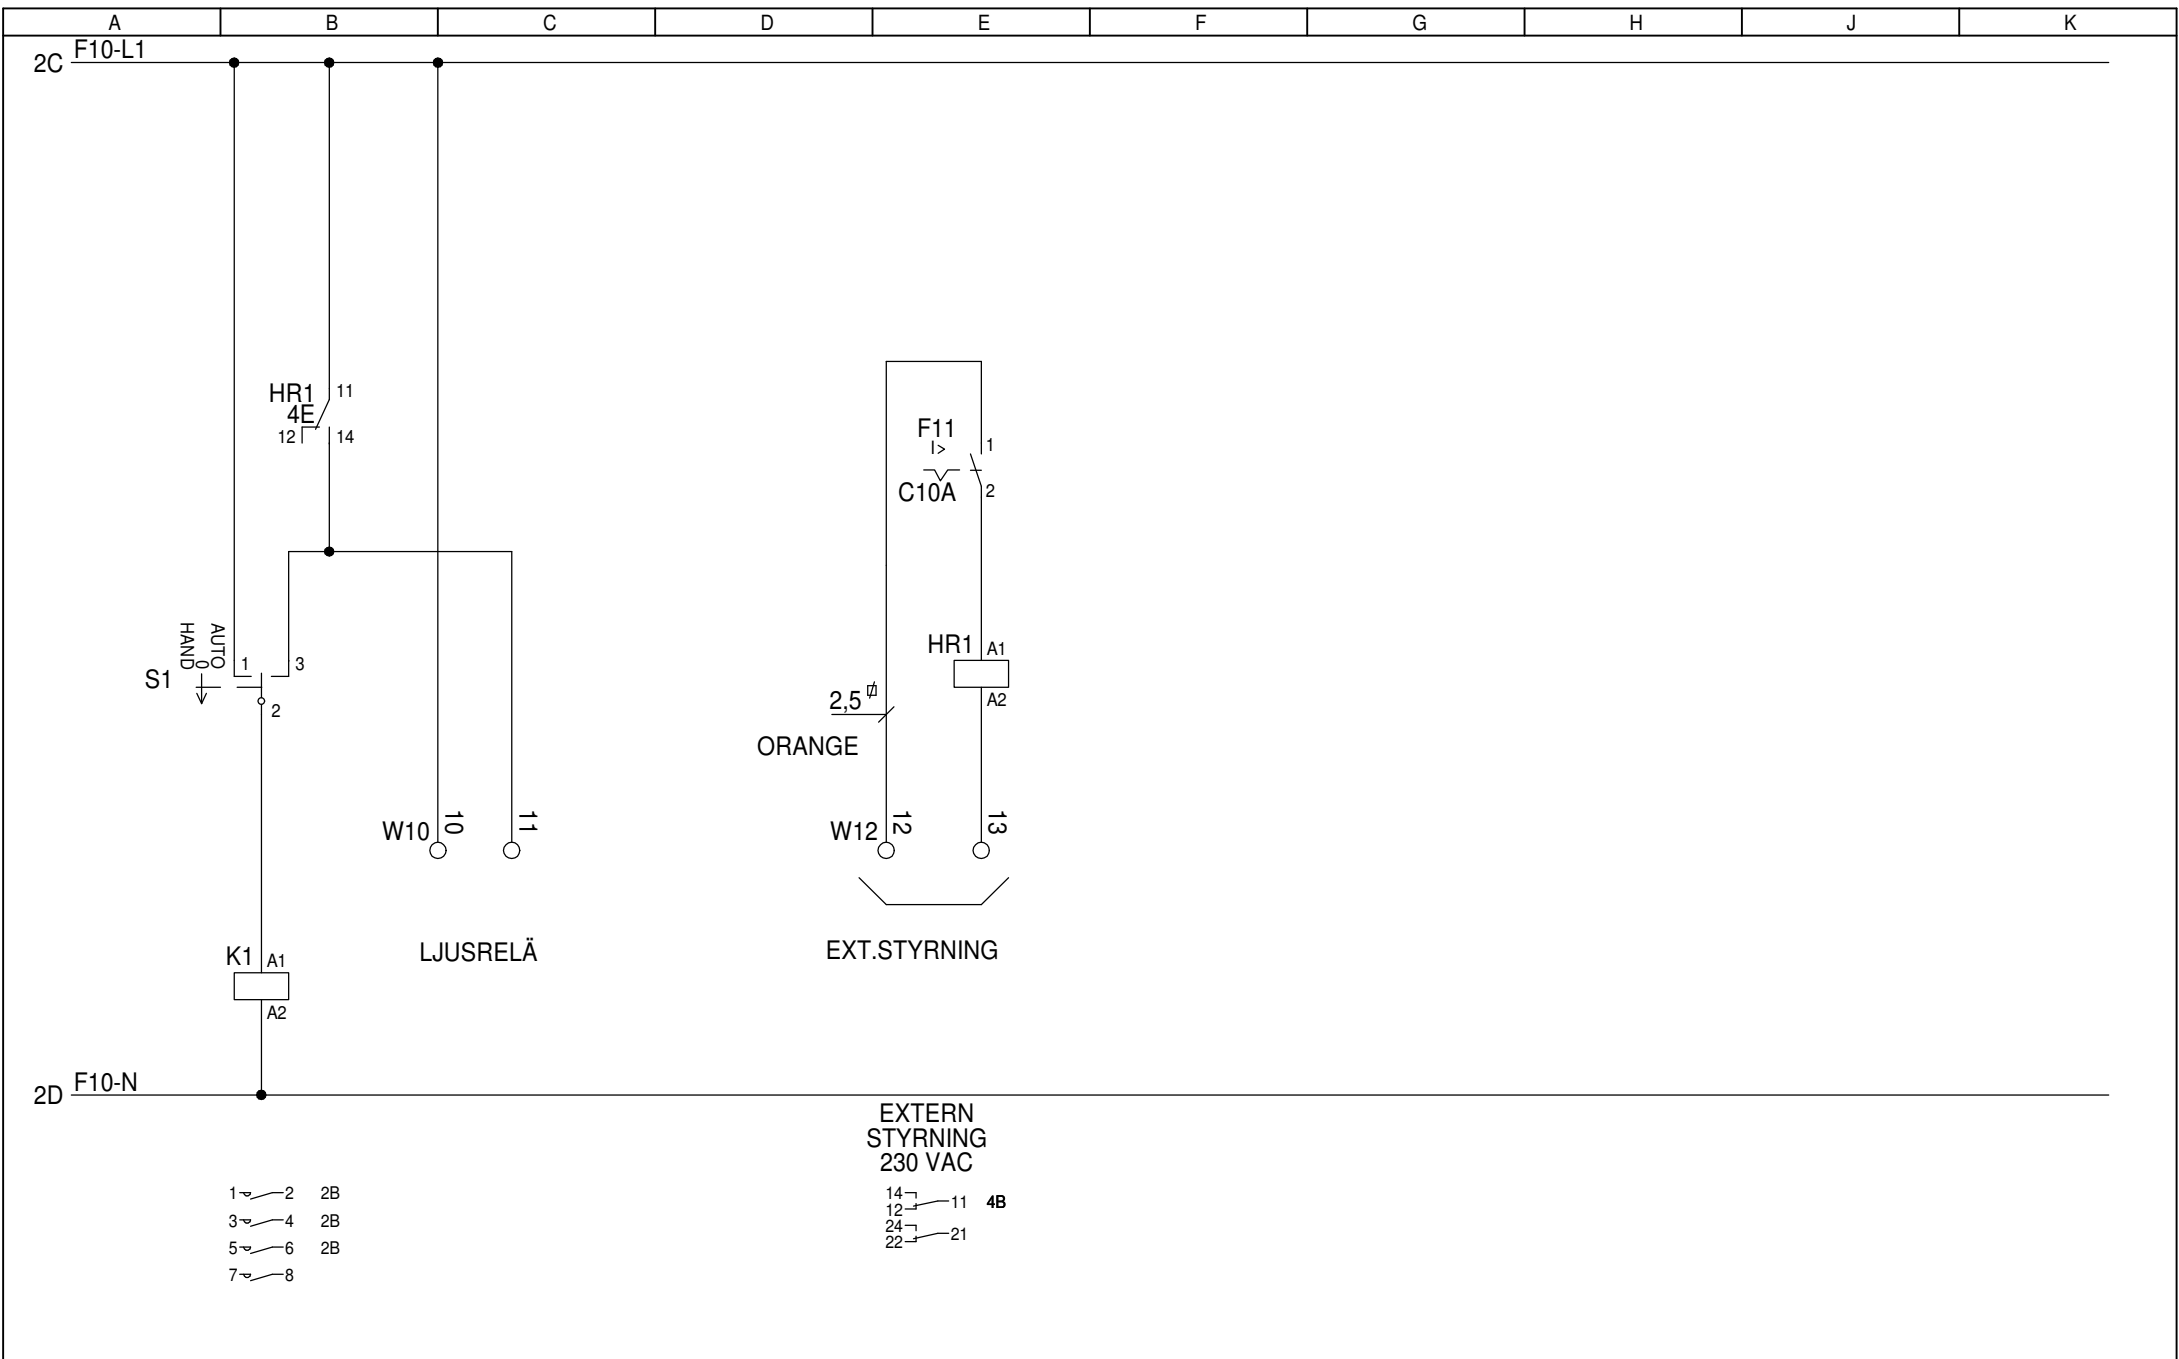 A B C D E F G H J K
2C F10-L1
HR1 11
4E
12 14
F11 1
I>
C10A 2
HAND
0
AUTO
S1 1 3
2
HR1 A1
A2
2,5
ORANGE
W10 10 11
W12 12 13
K1 A1
A2
LJUSRELÄ
EXT.STYRNING
2D F10-N
EXTERN
STYRNING
230 VAC
1 2 2B
3 4 2B
5 6 2B
7 8
14
12 11 4B
24
22 21